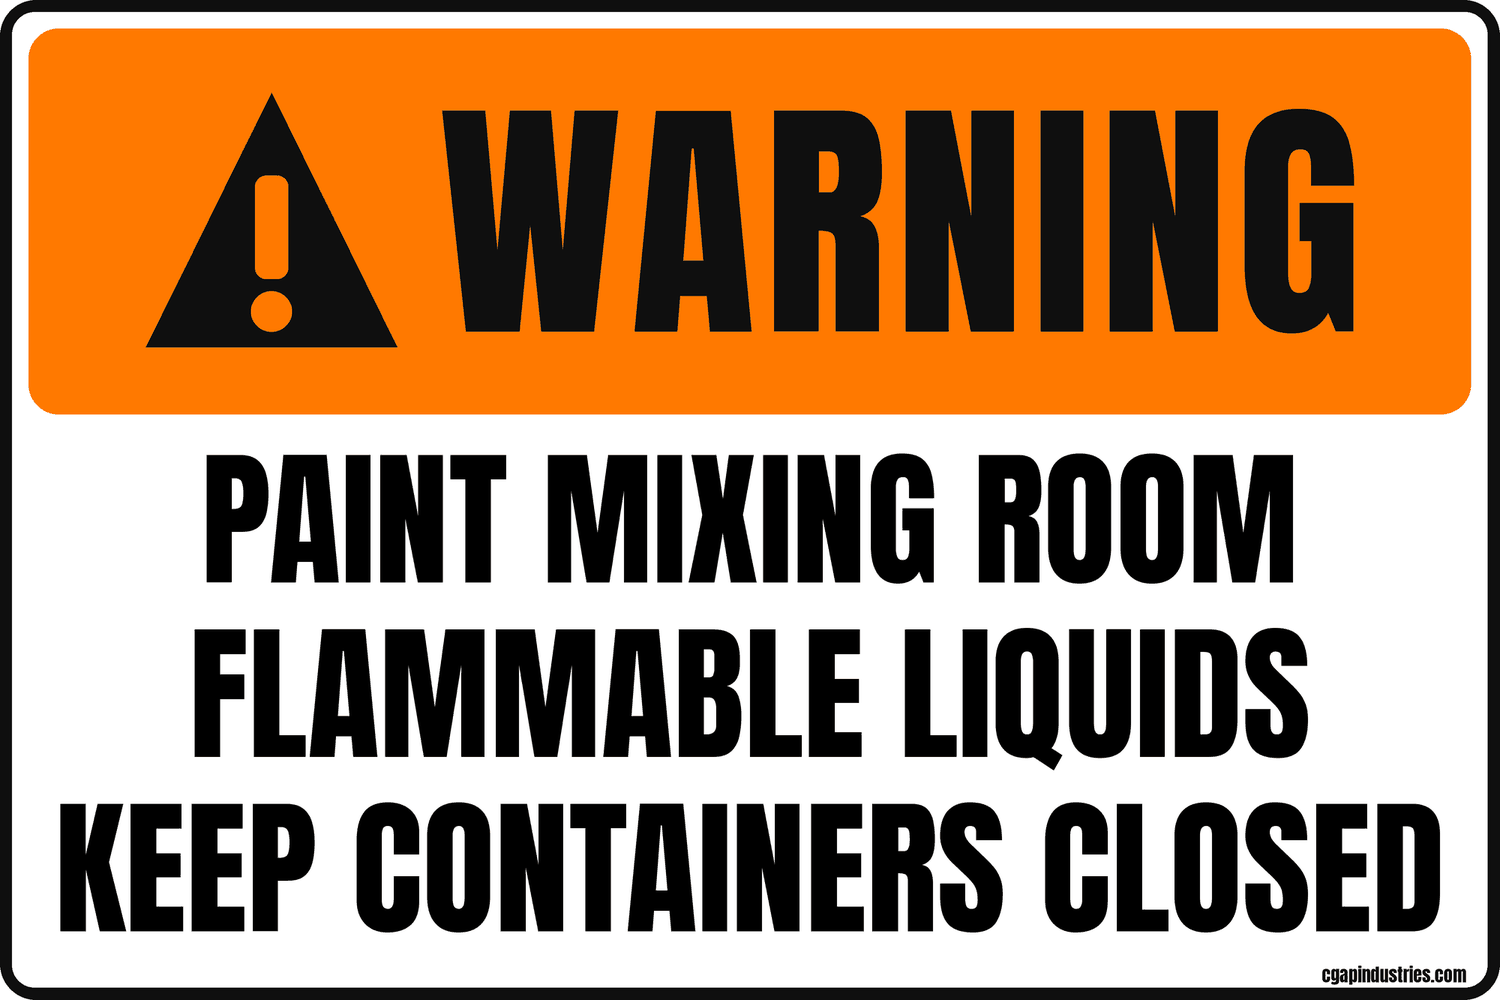 WARNING
PAINT MIXING ROOM
FLAMMABLE LIQUIDS
KEEP CONTAINERS CLOSED
cgapindustries.com